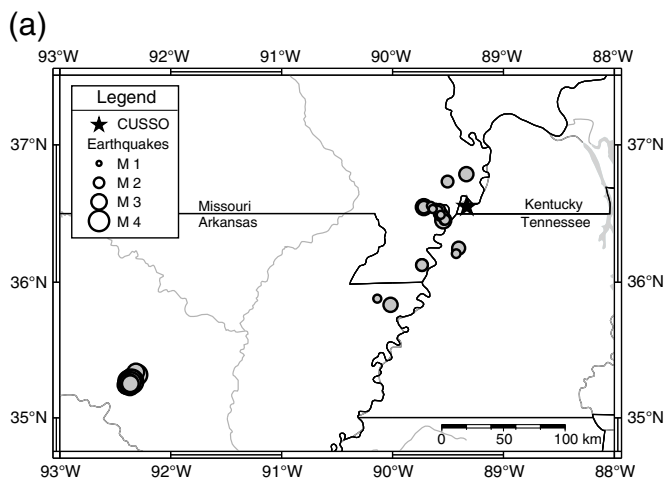 (a)
93°W 92°W 91°W 90°W 89°W 88°W
Legend
CUSSO
Earthquakes
M 1
M 2
M 3
M 4
37°N 37°N
Missouri Kentucky
Arkansas Tennessee
36°N 36°N
35°N 35°N
0 50 100 km
93°W 92°W 91°W 90°W 89°W 88°W